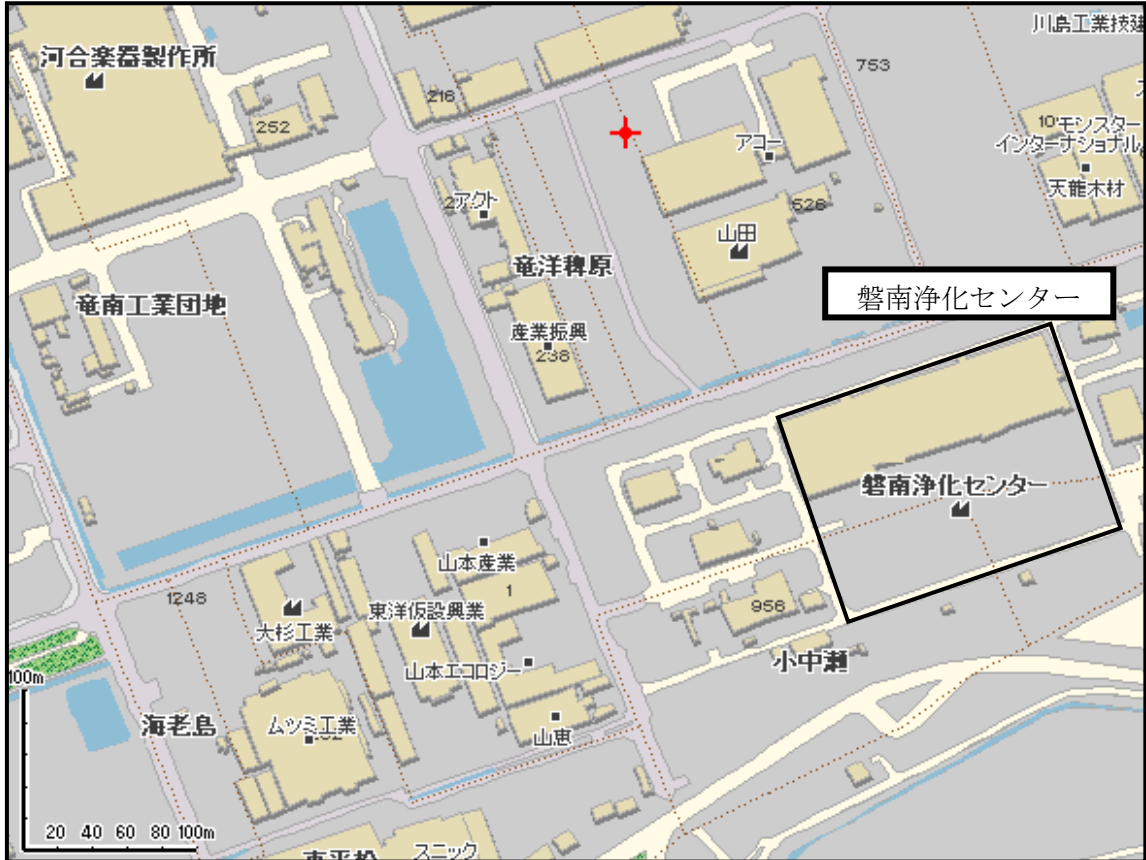 川島工業技建
河合楽器製作所
753
216
252
10
モンスター
インターナショナル
アコー
天龍木材
アクト
526
山田
竜洋稗原
磐南浄化センター
竜南工業団地
産業振興
238
磐南浄化センター
山本産業
1
1248
東洋仮設興業
956
大杉工業
山本エコロジー
小中瀬
100m
海老島
ムツミ工業
山恵
20 40 60 80 100m
スニック